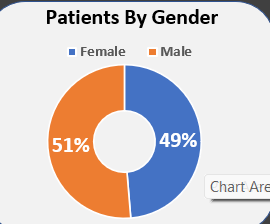 Patients By Gender
Female Male
51% 49%
Chart Are